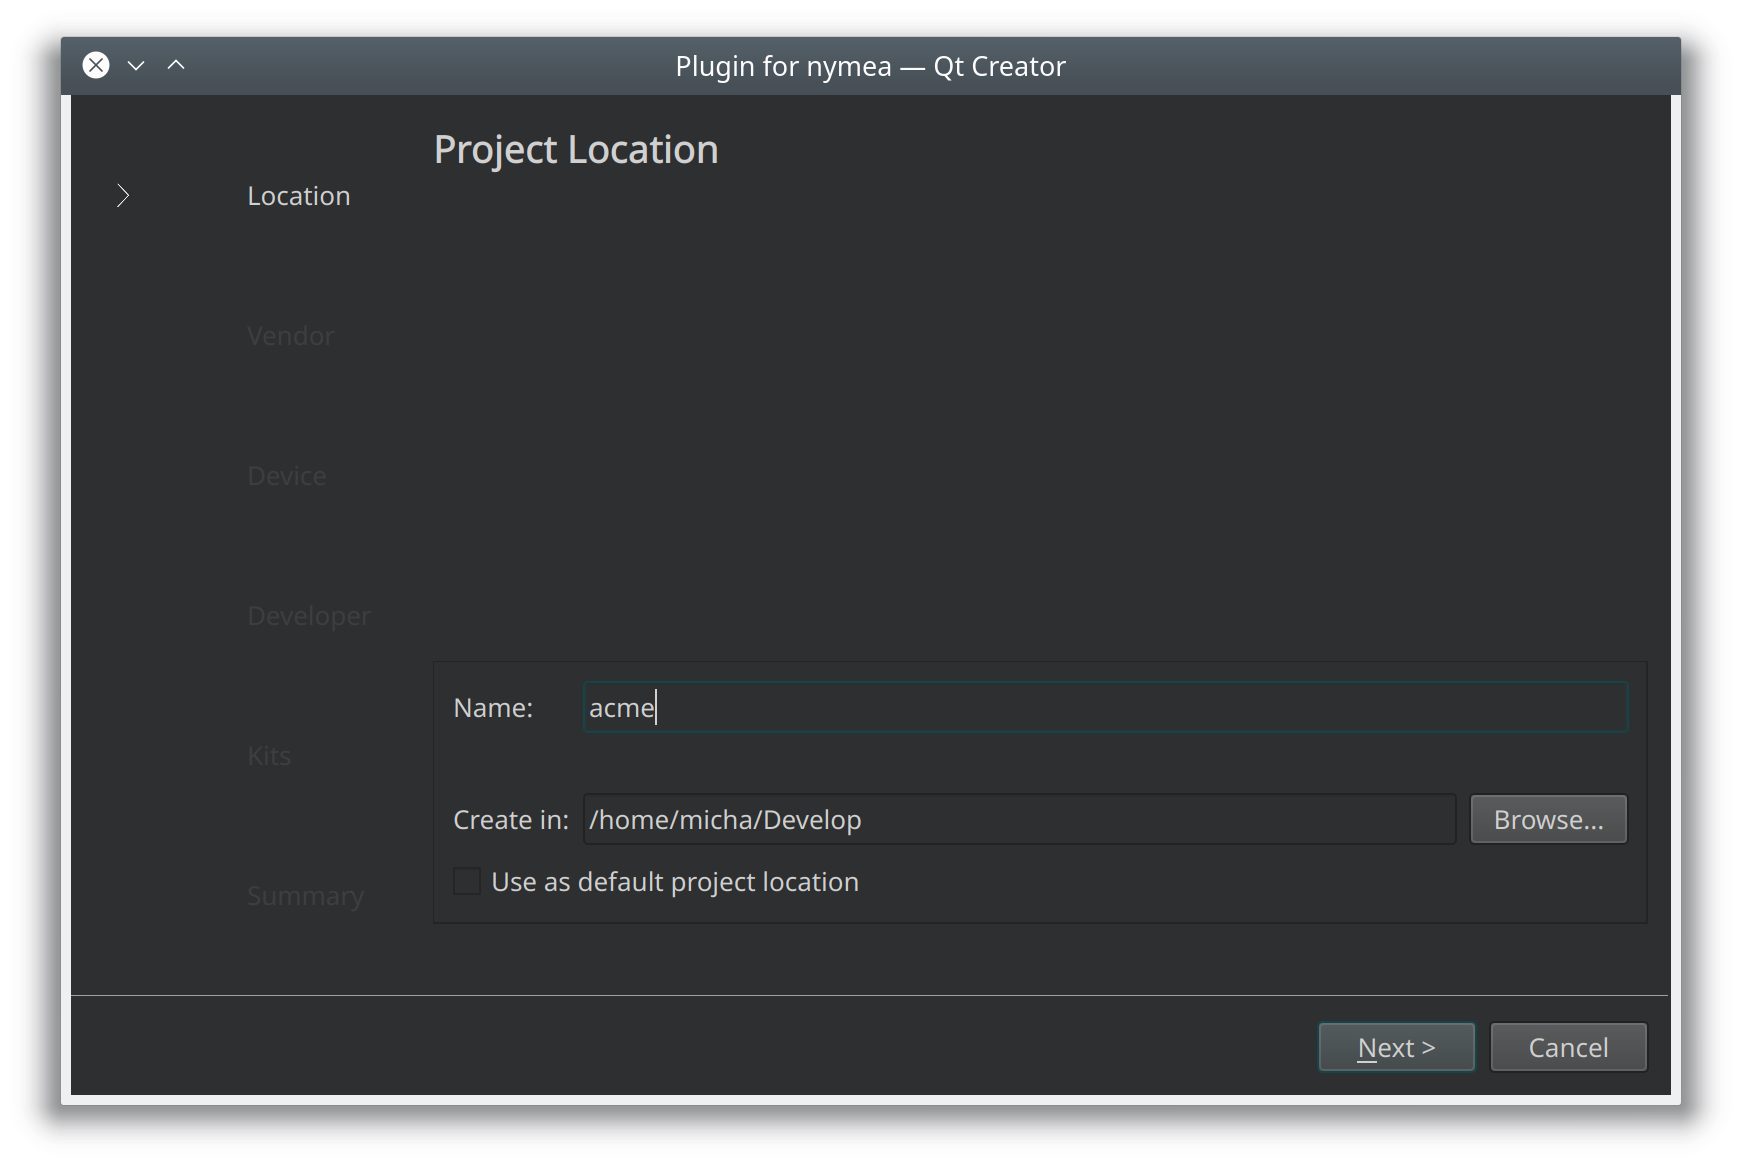 Plugin for nymea — Qt Creator
Project Location
Location
Vendor
Device
Developer
Kits
Summary
Name: acme
Create in: /home/micha/Develop Browse...
Use as default project location
Next > Cancel